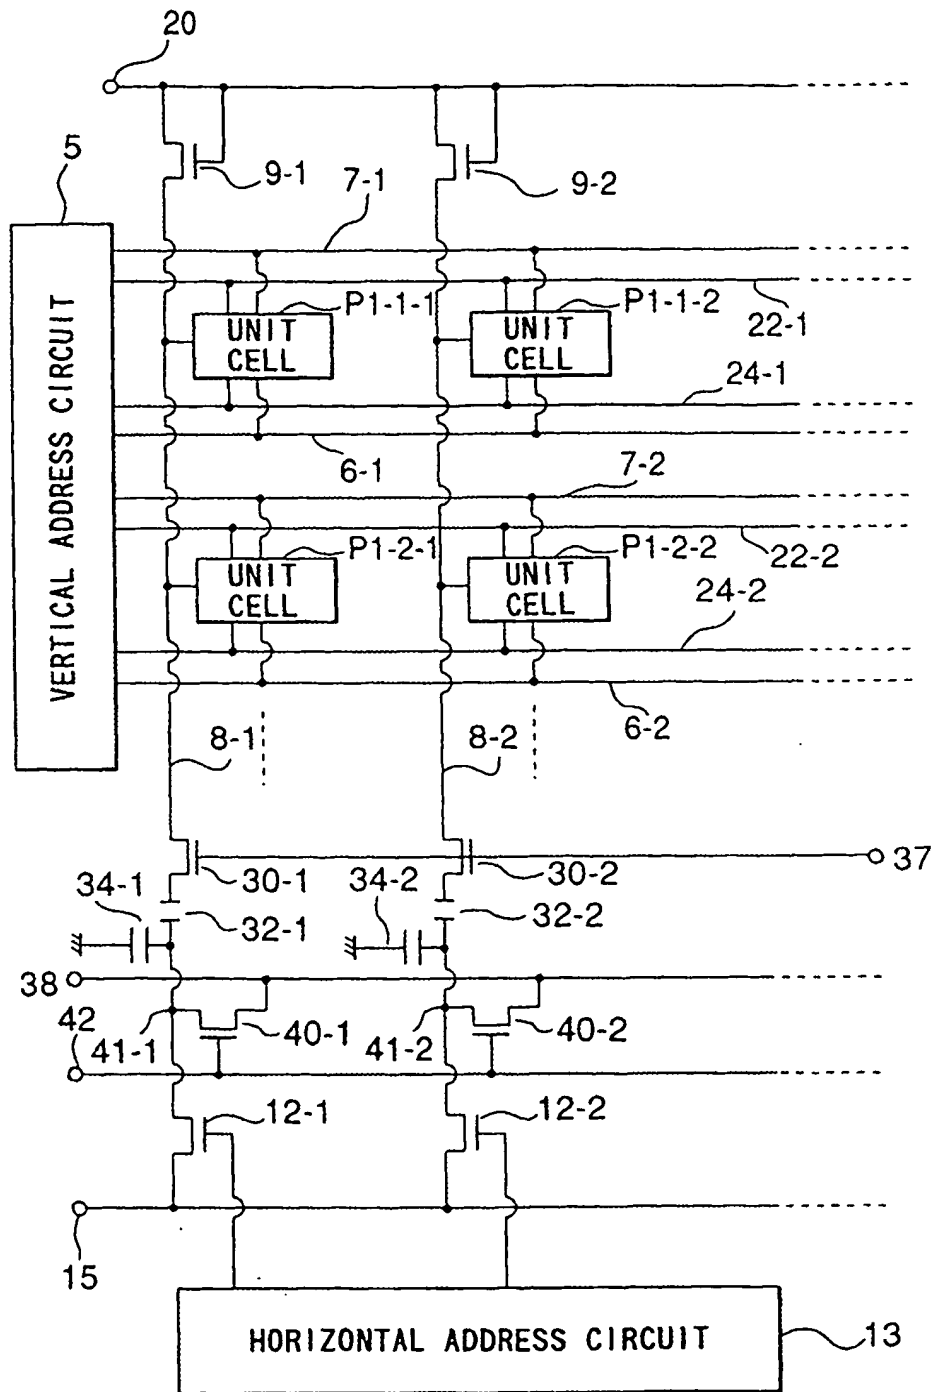 20
5
9-1
9-2
7-1
P1-1-1
P1-1-2
22-1
UNIT
CELL
UNIT
CELL
24-1
6-1
7-2
P1-2-1
P1-2-2
22-2
UNIT
CELL
UNIT
CELL
24-2
VERTICAL ADDRESS CIRCUIT
6-2
8-1
8-2
37
30-1
34-2
30-2
34-1
32-1
32-2
38
42
40-1
40-2
41-1
41-2
12-1
12-2
15
HORIZONTAL ADDRESS CIRCUIT
13